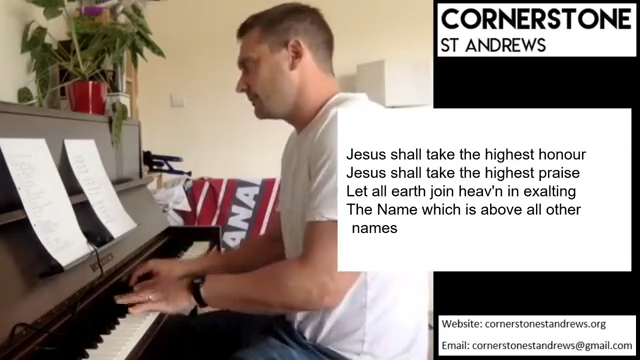 CORNERSTONE
ST ANDREWS
Jesus shall take the highest honour
Jesus shall take the highest praise
Let all earth join heav'n in exalting
The Name which is above all other
names
ANA
Website: cornerstonestandrews.org
Email: cornerstonestandrews@gmail.com